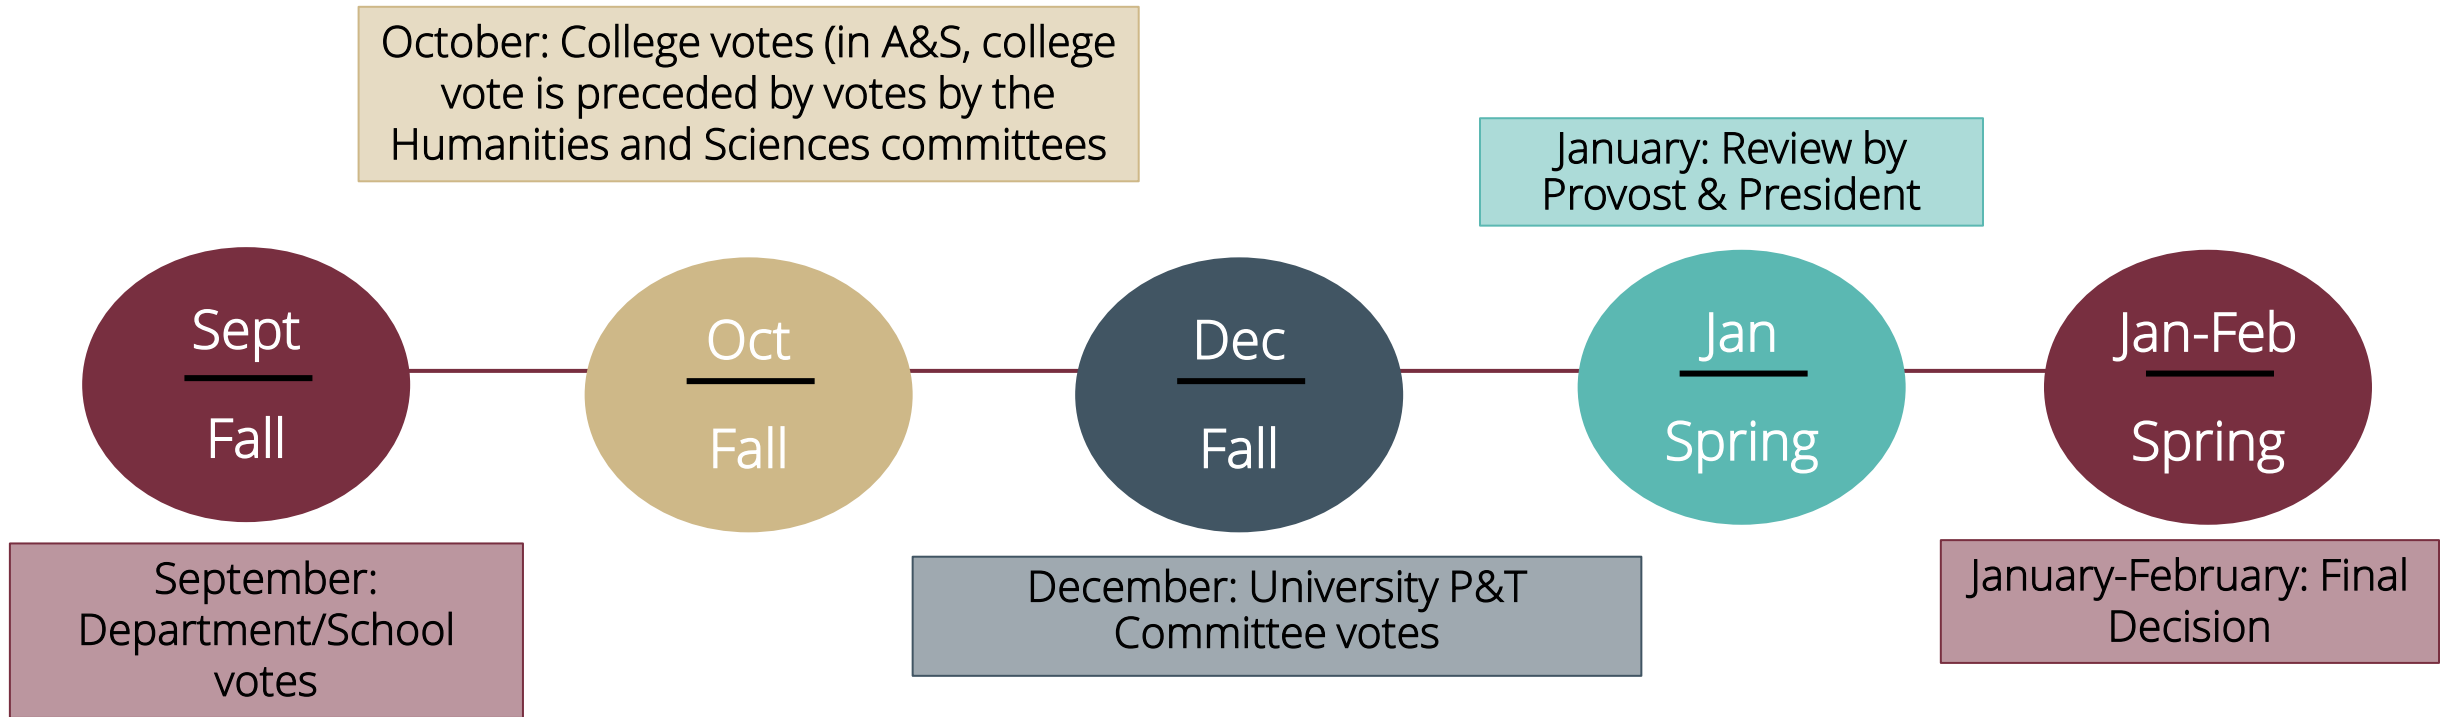 October: College votes (in A&S, college
vote is preceded by votes by the
Humanities and Sciences committees
January: Review by
Provost & President
Sept
Fall
Oct
Fall
Dec
Fall
Jan
Spring
Jan-Feb
Spring
September:
Department/School
votes
December: University P&T
Committee votes
January-February: Final
Decision